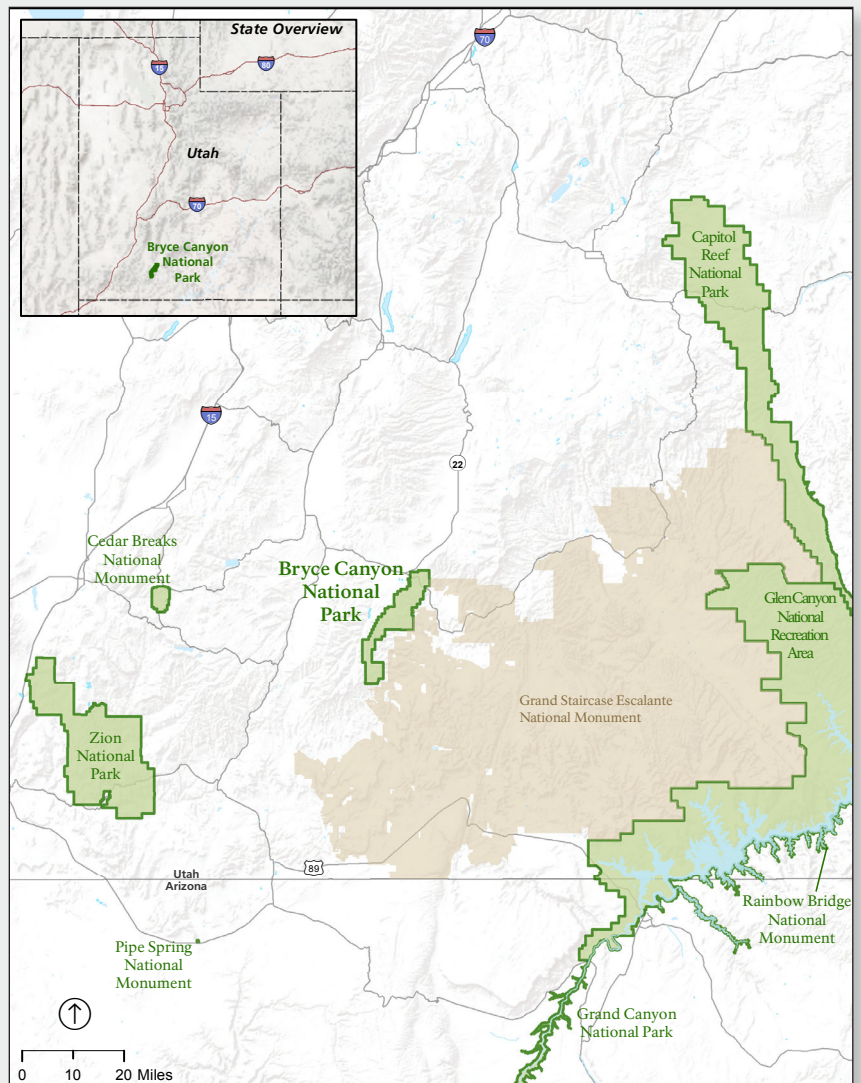 State Overview
15
80
Utah
70
Bryce Canyon
National
Park
70
Capitol
Reef
National
Park
15
22
Cedar Breaks
National
Monument
Bryce Canyon
National
Park
Glen Canyon
National
Recreation
Area
Grand Staircase Escalante
National Monument
Zion
National
Park
89
Utah
Arizona
Rainbow Bridge
National
Monument
Pipe Spring
National
Monument
Grand Canyon
National Park
0 10 20 Miles